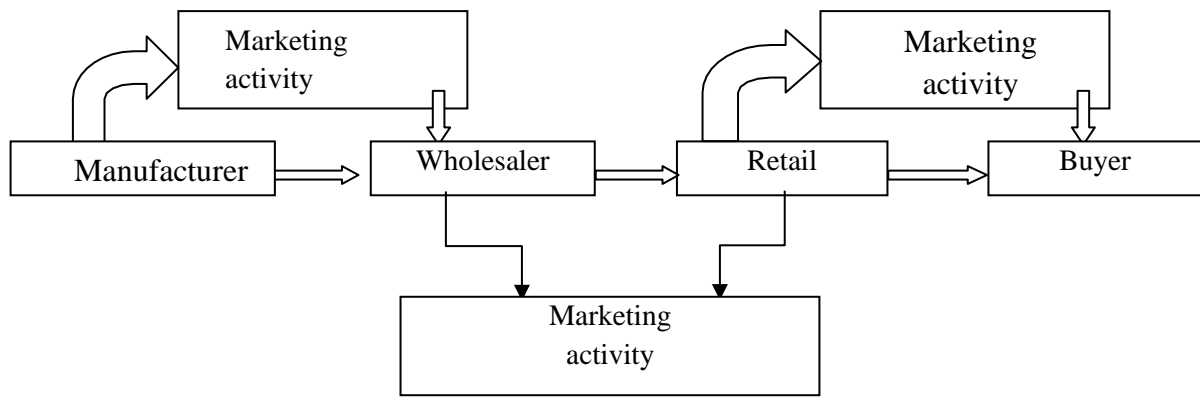 Marketing
activity
Marketing
activity
Manufacturer
Wholesaler
Retail
Buyer
Marketing
activity